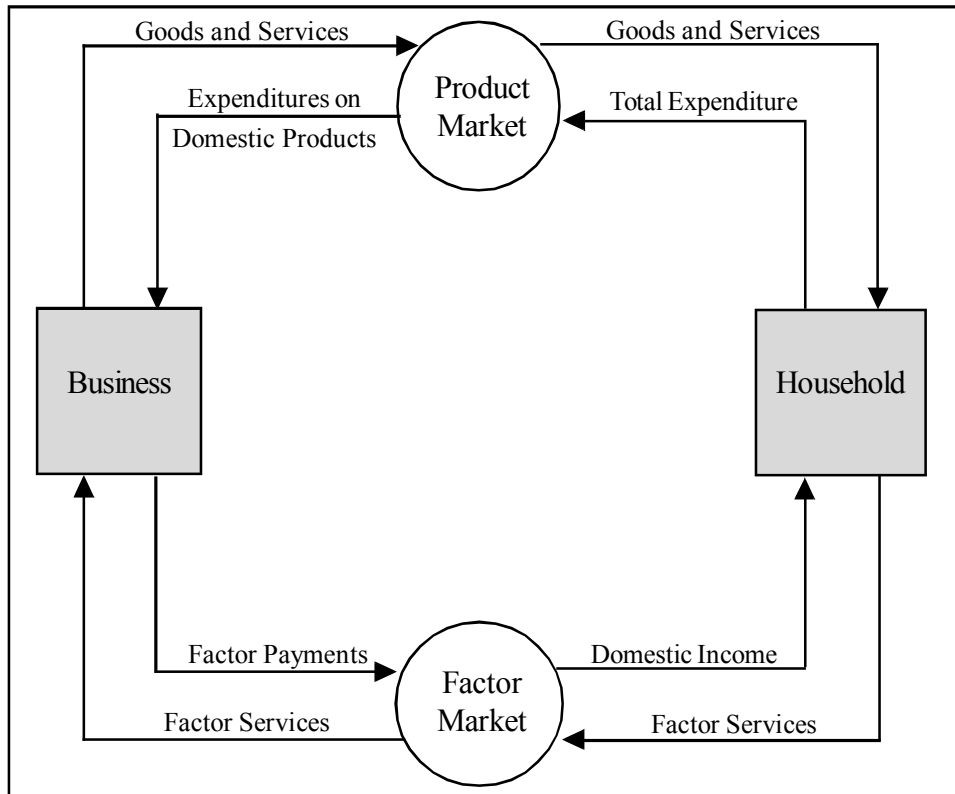 Goods and Services
Goods and Services
Product
Market
Expenditures on
Domestic Products
Total Expenditure
Business
Household
Factor Payments
Domestic Income
Factor
Market
Factor Services
Factor Services